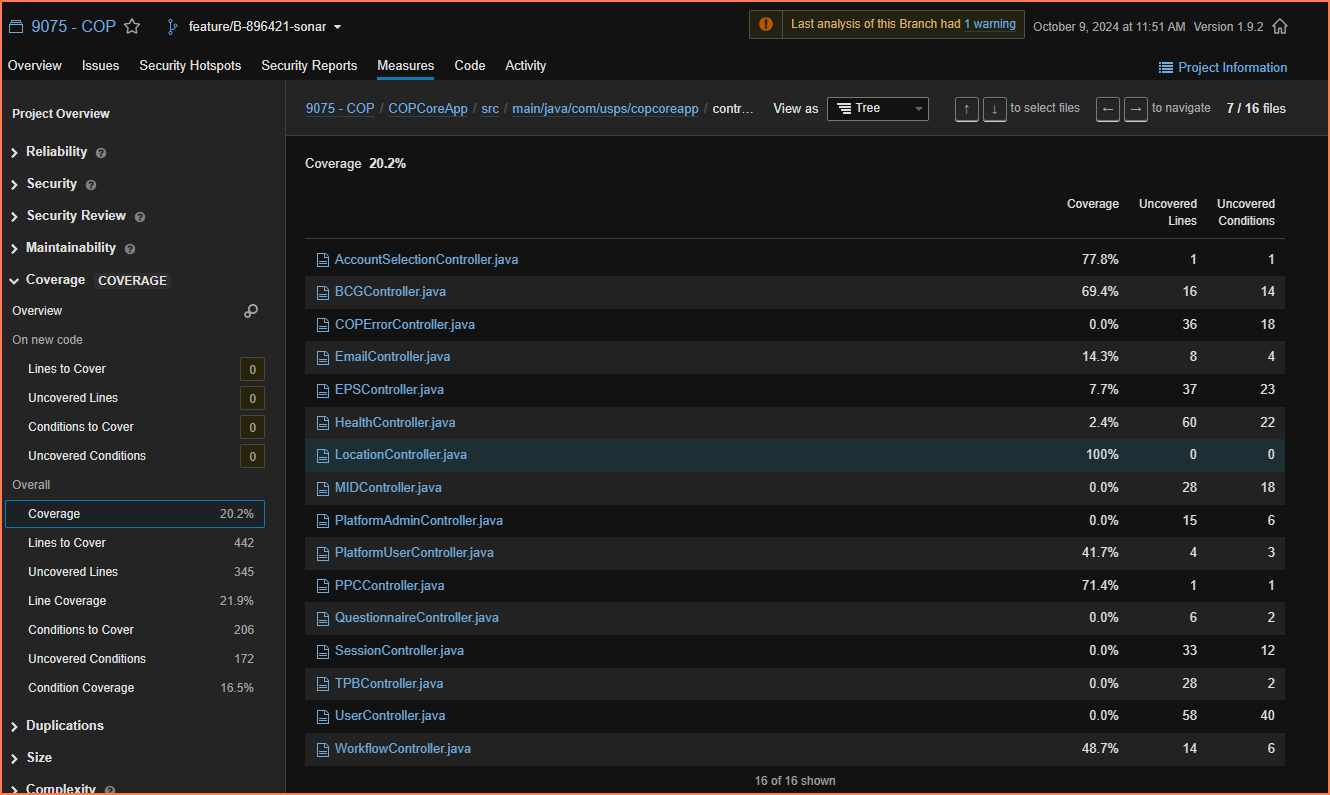 9075 - COP feature/B-896421-sonar Last analysis of this Branch had 1 warning October 9, 2024 at 11:51 AM Version 1.9.2
Overview Issues Security Hotspots Security Reports Measures Code Activity Project Information
Project Overview
Reliability ?
Security ?
Security Review ?
Maintainability ?
Coverage COVERAGE
Overview
On new code
Lines to Cover 0
Uncovered Lines 0
Conditions to Cover 0
Uncovered Conditions 0
Overall
Coverage 20.2%
Lines to Cover 442
Uncovered Lines 345
Line Coverage 21.9%
Conditions to Cover 206
Uncovered Conditions 172
Condition Coverage 16.5%
Duplications
Size
Complexity ?
9075 - COP / COPCoreApp / src / main/java/com/usps/copcoreapp / contr... View as Tree ↑ ↓ to select files ← → to navigate 7 / 16 files
Coverage 20.2%
Coverage Uncovered Lines Uncovered Conditions
AccountSelectionController.java 77.8% 1 1
BCGController.java 69.4% 16 14
COPErrorController.java 0.0% 36 18
EmailController.java 14.3% 8 4
EPSController.java 7.7% 37 23
HealthController.java 2.4% 60 22
LocationController.java 100% 0 0
MIDController.java 0.0% 28 18
PlatformAdminController.java 0.0% 15 6
PlatformUserController.java 41.7% 4 3
PPCController.java 71.4% 1 1
QuestionnaireController.java 0.0% 6 2
SessionController.java 0.0% 33 12
TPBController.java 0.0% 28 2
UserController.java 0.0% 58 40
WorkflowController.java 48.7% 14 6
16 of 16 shown